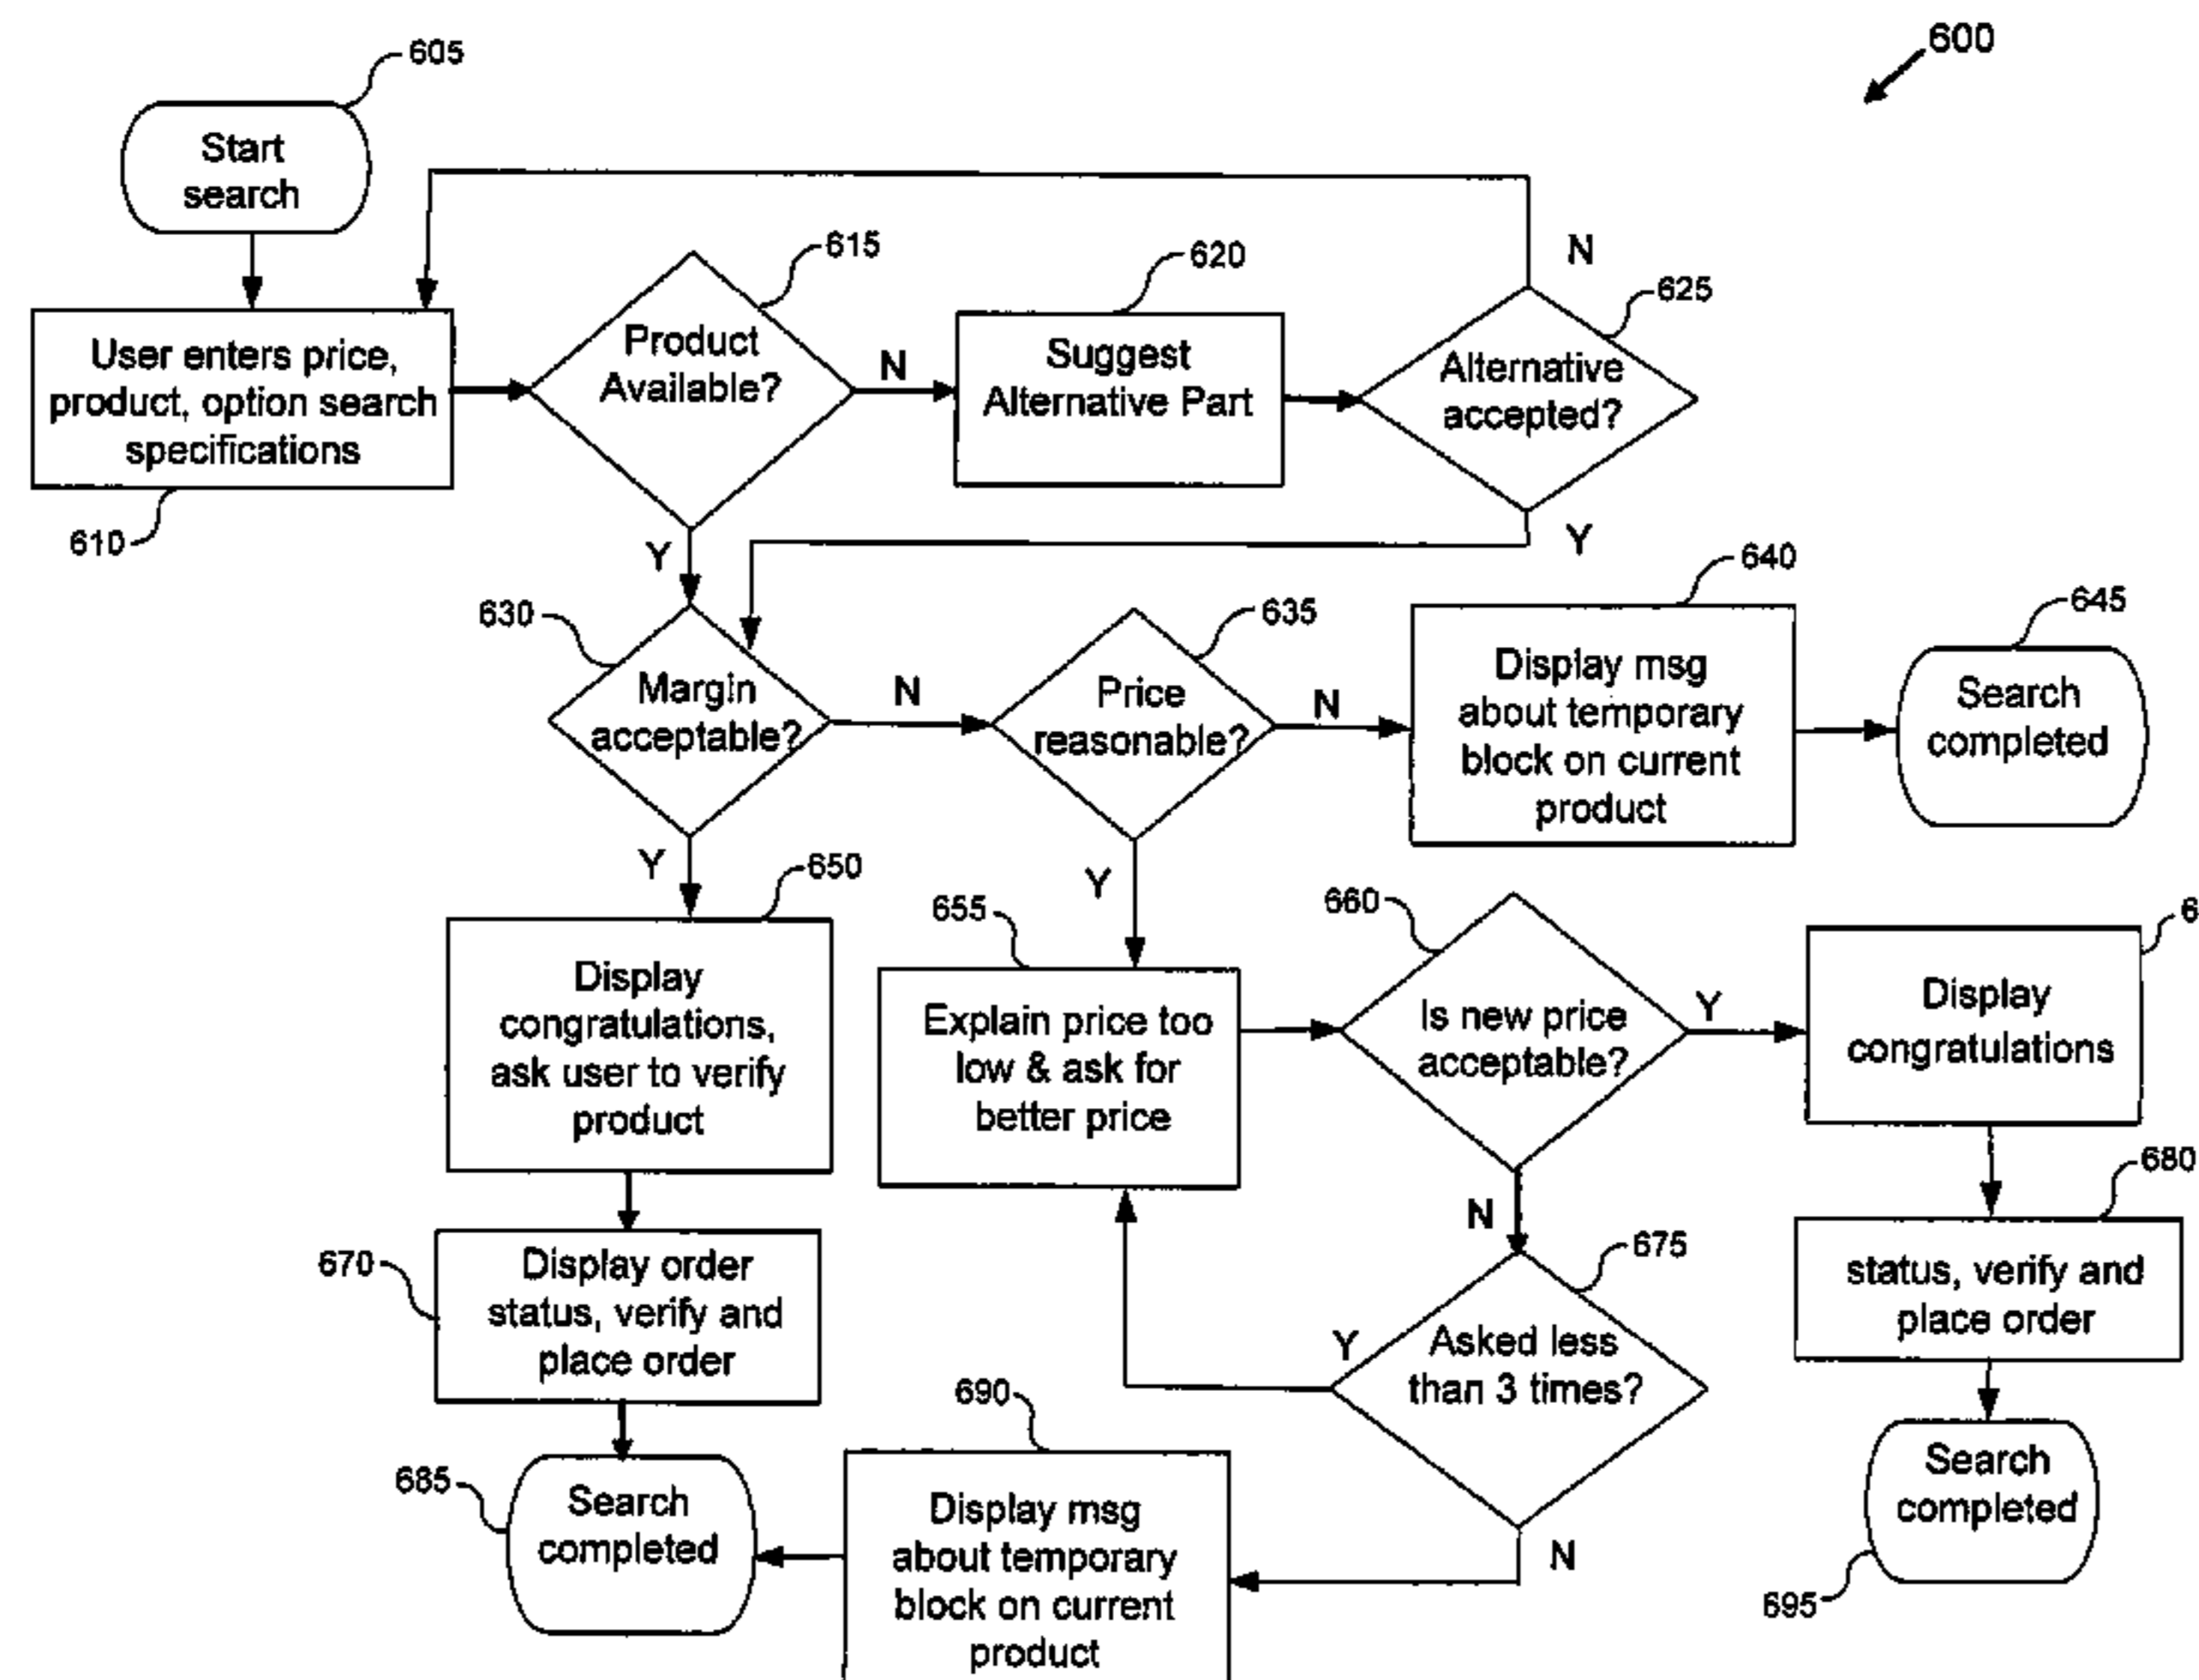 600
605
Start
search
615
620
N
625
User enters price,
product, option search
specifications
610
Product
Available?
N
Suggest
Alternative Part
Alternative
accepted?
Y
Y
630
635
640
645
Margin
acceptable?
N
Price
reasonable?
N
Display msg
about temporary
block on current
product
Search
completed
Y
650
Y
655
660
6
Display
congratulations,
ask user to verify
product
Explain price too
low & ask for
better price
Is new price
acceptable?
Y
Display
congratulations
N
675
680
670
Display order
status, verify and
place order
Y
Asked less
than 3 times?
status, verify and
place order
690
685
Search
completed
Display msg
about temporary
block on current
product
N
Search
completed
695